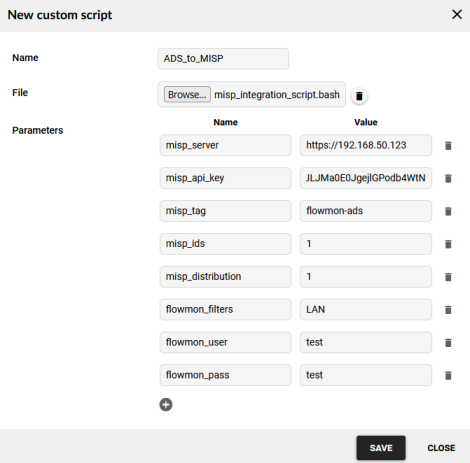 New custom script
Name ADS_to_MISP
File Browse... misp_integration_script.bash
Parameters
Name Value
misp_server https://192.168.50.123
misp_api_key JLJMa0E0JgejlGPodb4WtN
misp_tag flowmon-ads
misp_ids 1
misp_distribution 1
flowmon_filters LAN
flowmon_user test
flowmon_pass test
SAVE CLOSE